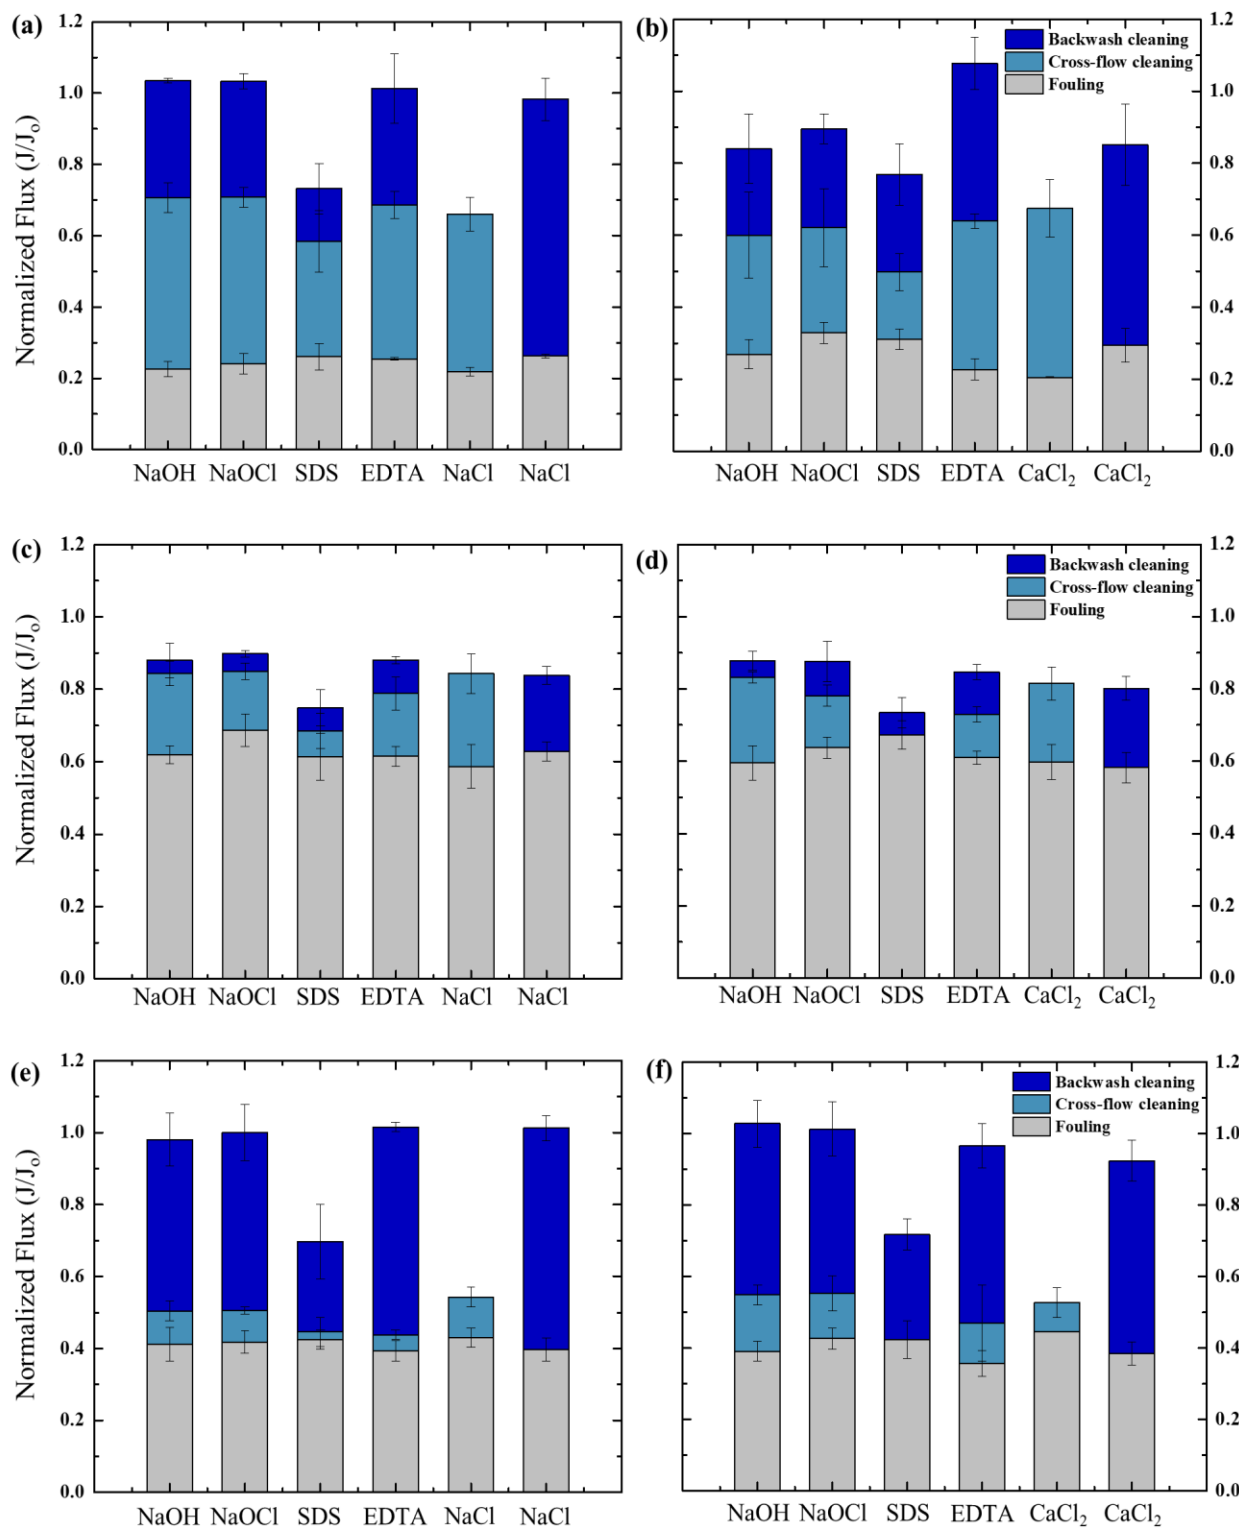 (a)
1.2
1.0
0.8
0.6
0.4
0.2
0.0
Normalized Flux (J/Jₒ)
NaOH NaOCl SDS EDTA NaCl NaCl
(b)
Backwash cleaning
Cross-flow cleaning
Fouling
1.2
1.0
0.8
0.6
0.4
0.2
0.0
NaOH NaOCl SDS EDTA CaCl₂ CaCl₂
(c)
1.2
1.0
0.8
0.6
0.4
0.2
0.0
Normalized Flux (J/Jₒ)
NaOH NaOCl SDS EDTA NaCl NaCl
(d)
Backwash cleaning
Cross-flow cleaning
Fouling
1.2
1.0
0.8
0.6
0.4
0.2
0.0
NaOH NaOCl SDS EDTA CaCl₂ CaCl₂
(e)
1.2
1.0
0.8
0.6
0.4
0.2
0.0
Normalized Flux (J/Jₒ)
NaOH NaOCl SDS EDTA NaCl NaCl
(f)
Backwash cleaning
Cross-flow cleaning
Fouling
1.2
1.0
0.8
0.6
0.4
0.2
0.0
NaOH NaOCl SDS EDTA CaCl₂ CaCl₂